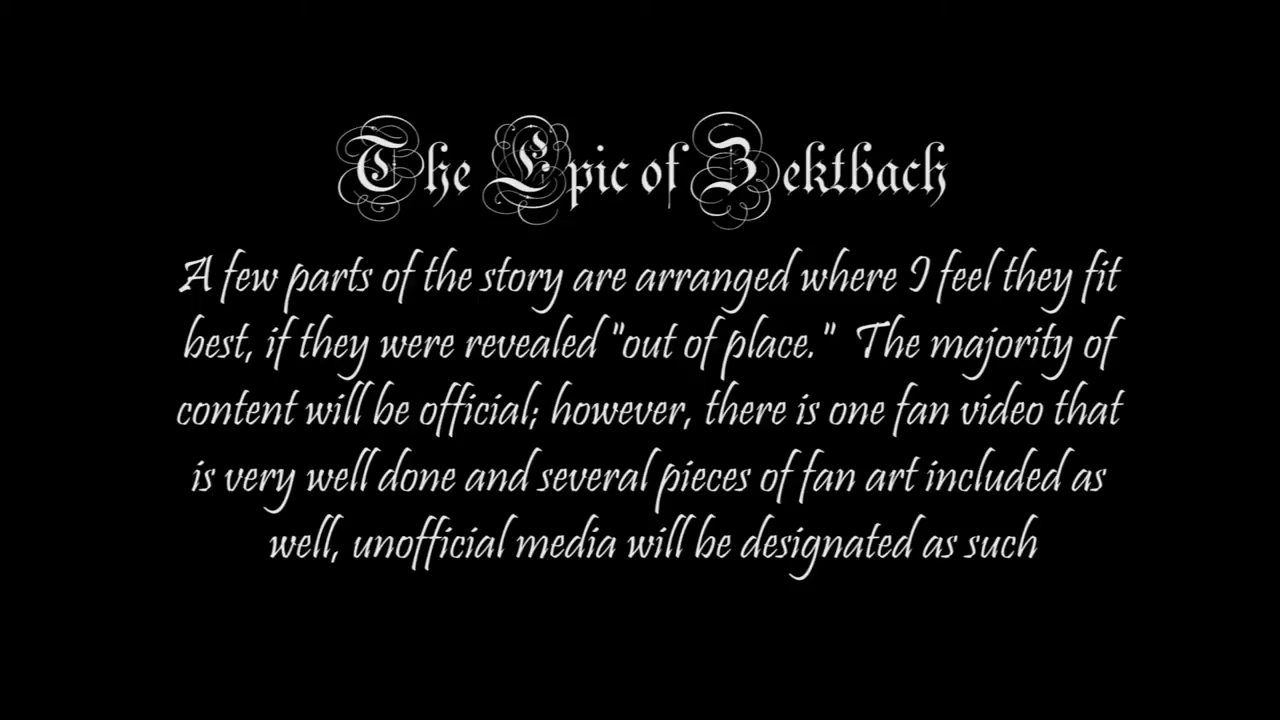 The Epic of Zektbach
A few parts of the story are arranged where I feel they fit
best, if they were revealed "out of place."  The majority of
content will be official; however, there is one fan video that
is very well done and several pieces of fan art included as
well, unofficial media will be designated as such